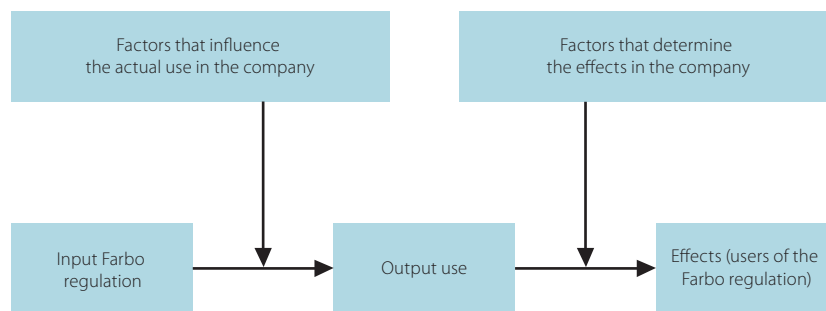 Factors that influence
the actual use in the company
Factors that determine
the effects in the company
Input Farbo
regulation
Output use
Effects (users of the
Farbo regulation)